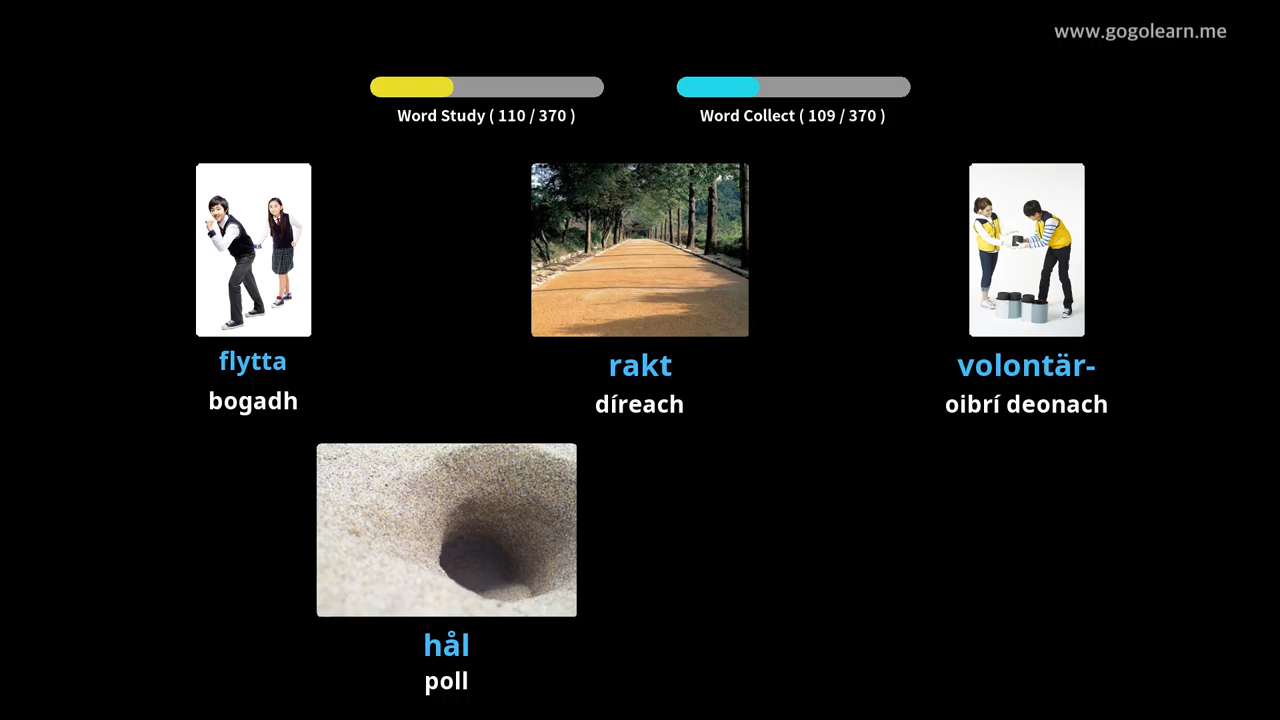 www.gogolearn.me
Word Study ( 110 / 370 )
Word Collect ( 109 / 370 )
flytta
bogadh
rakt
díreach
volontär-
oibrí deonach
hål
poll